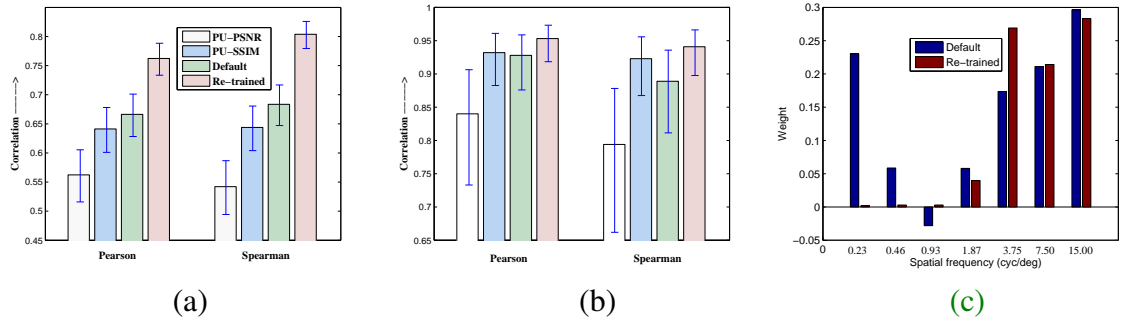 PU−PSNR
PU−SSIM
Default
Re−trained
Correlation −−−−−>
0.8
0.75
0.7
0.65
0.6
0.55
0.5
0.45
Pearson
Spearman
(a)
Correlation −−−−−>
1
0.95
0.9
0.85
0.8
0.75
0.7
0.65
Pearson
Spearman
(b)
Default
Re−trained
Weight
0.3
0.25
0.2
0.15
0.1
0.05
0
−0.05
0 0.23 0.46 0.93 1.87 3.75 7.50 15.00
Spatial frequency (cyc/deg)
(c)